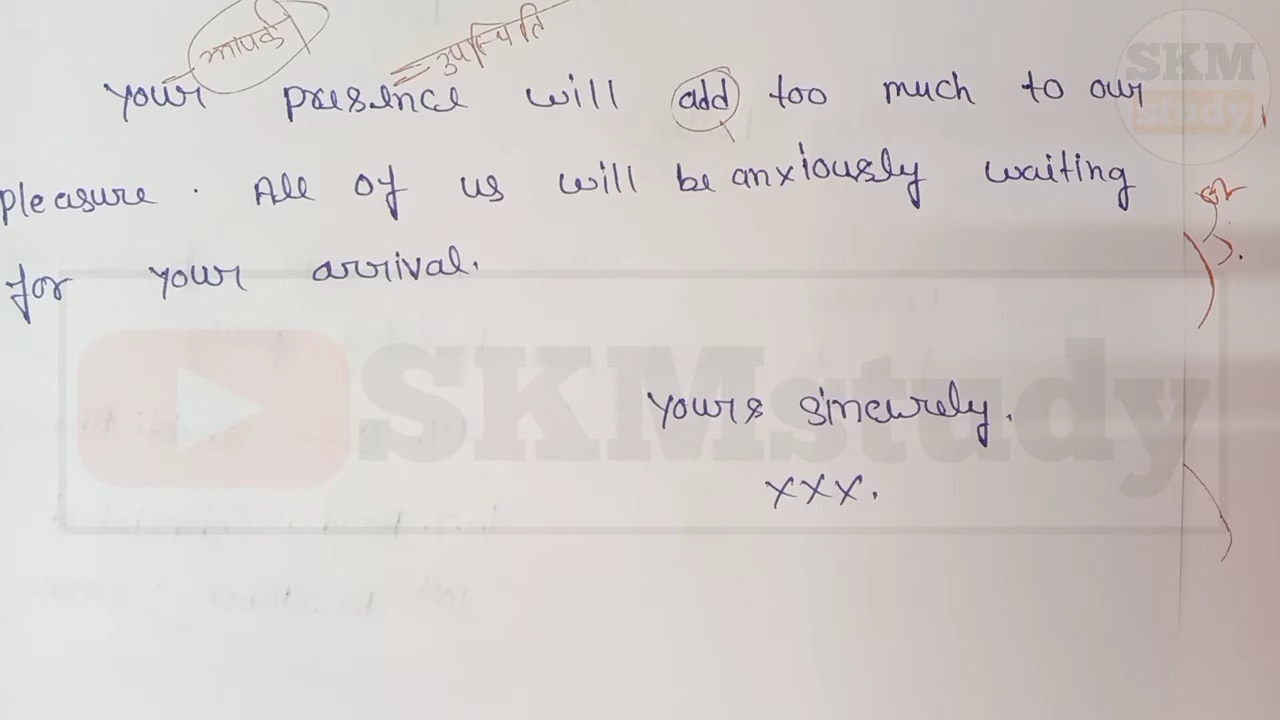 आपकी
= उपस्थिति
Your presence will add too much to our
pleasure. All of us will be anxiously waiting
for your arrival.
Yours sincerely.
XXX.
SKM
study
SKMstudy